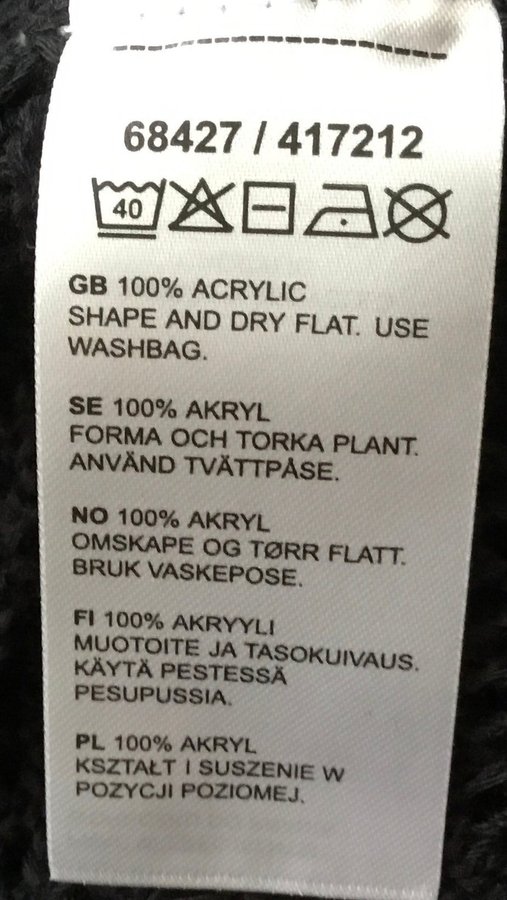 68427 / 417212
40
GB 100% ACRYLIC
SHAPE AND DRY FLAT. USE
WASHBAG.
SE 100% AKRYL
FORMA OCH TORKA PLANT.
ANVÄND TVÄTTPÅSE.
NO 100% AKRYL
OMSKAPE OG TØRR FLATT.
BRUK VASKEPOSE.
FI 100% AKRYYLI
MUOTOITE JA TASOKUIVAUS.
KÄYTÄ PESTESSÄ
PESUPUSSIA.
PL 100% AKRYL
KSZTAŁT I SUSZENIE W
POZYCJI POZIOMEJ.